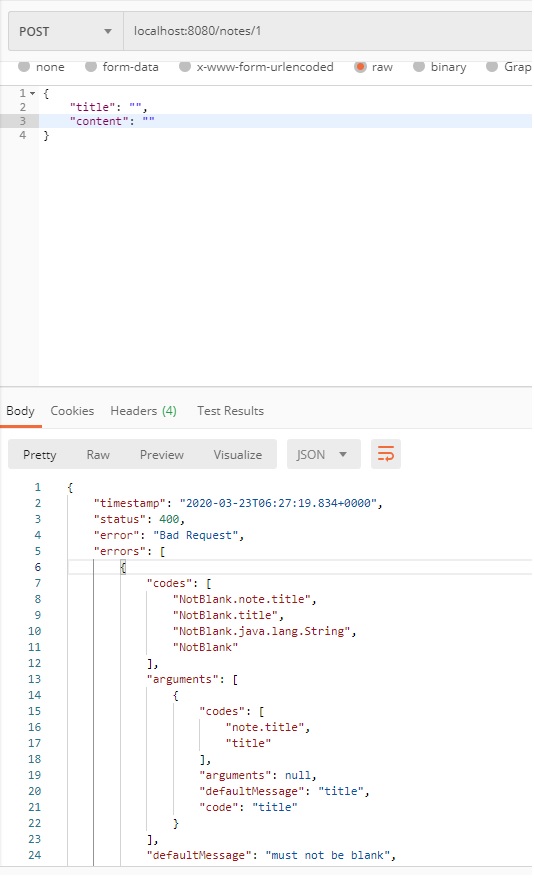 POST localhost:8080/notes/1
none form-data x-www-form-urlencoded raw binary Grap
1 {
2 "title": "",
3 "content": ""
4 }
Body Cookies Headers (4) Test Results
Pretty Raw Preview Visualize JSON
1 {
2 "timestamp": "2020-03-23T06:27:19.834+0000",
3 "status": 400,
4 "error": "Bad Request",
5 "errors": [
6 {
7 "codes": [
8 "NotBlank.note.title",
9 "NotBlank.title",
10 "NotBlank.java.lang.String",
11 "NotBlank"
12 ],
13 "arguments": [
14 {
15 "codes": [
16 "note.title",
17 "title"
18 ],
19 "arguments": null,
20 "defaultMessage": "title",
21 "code": "title"
22 }
23 ],
24 "defaultMessage": "must not be blank",